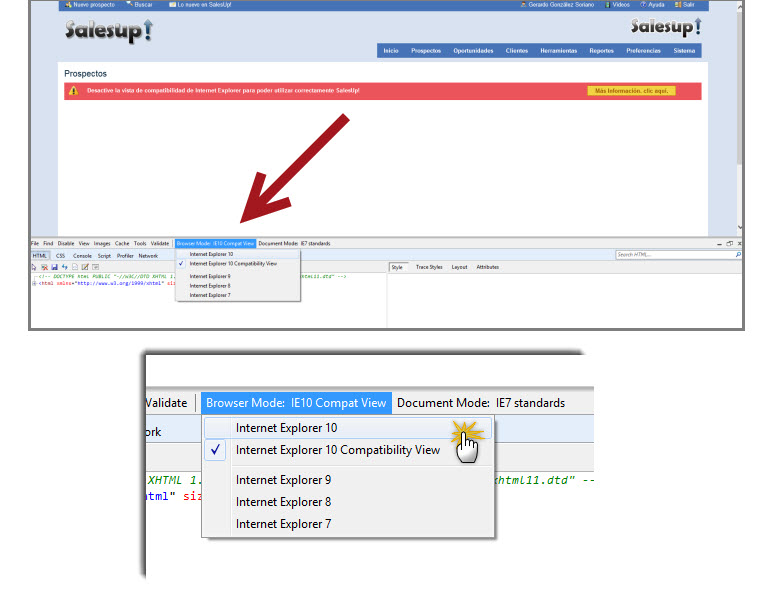 Nuevo prospecto Buscar Lo nuevo en SalesUp! Gerardo González Soriano Videos Ayuda Salir
Salesup! Salesup!
Inicio Prospectos Oportunidades Clientes Herramientas Reportes Preferencias Sistema
Prospectos
Desactive la vista de compatibilidad de Internet Explorer para poder utilizar correctamente SalesUp! Más Información, clic aquí.
File Find Disable View Images Cache Tools Validate Browser Mode: IE10 Compat View Document Mode: IE7 standards
HTML CSS Console Script Profiler Network Search HTML...
Internet Explorer 10
Internet Explorer 10 Compatibility View
Style Trace Styles Layout Attributes
Internet Explorer 9
Internet Explorer 8
Internet Explorer 7
<!-- DOCTYPE html PUBLIC "-//W3C//DTD XHTML 1. html11.dtd" -->
<html xmlns="http://www.w3.org/1999/xhtml" siz
Validate Browser Mode: IE10 Compat View Document Mode: IE7 standards
ork
Internet Explorer 10
Internet Explorer 10 Compatibility View
XHTML 1. xhtml11.dtd" --
html" siz
Internet Explorer 9
Internet Explorer 8
Internet Explorer 7